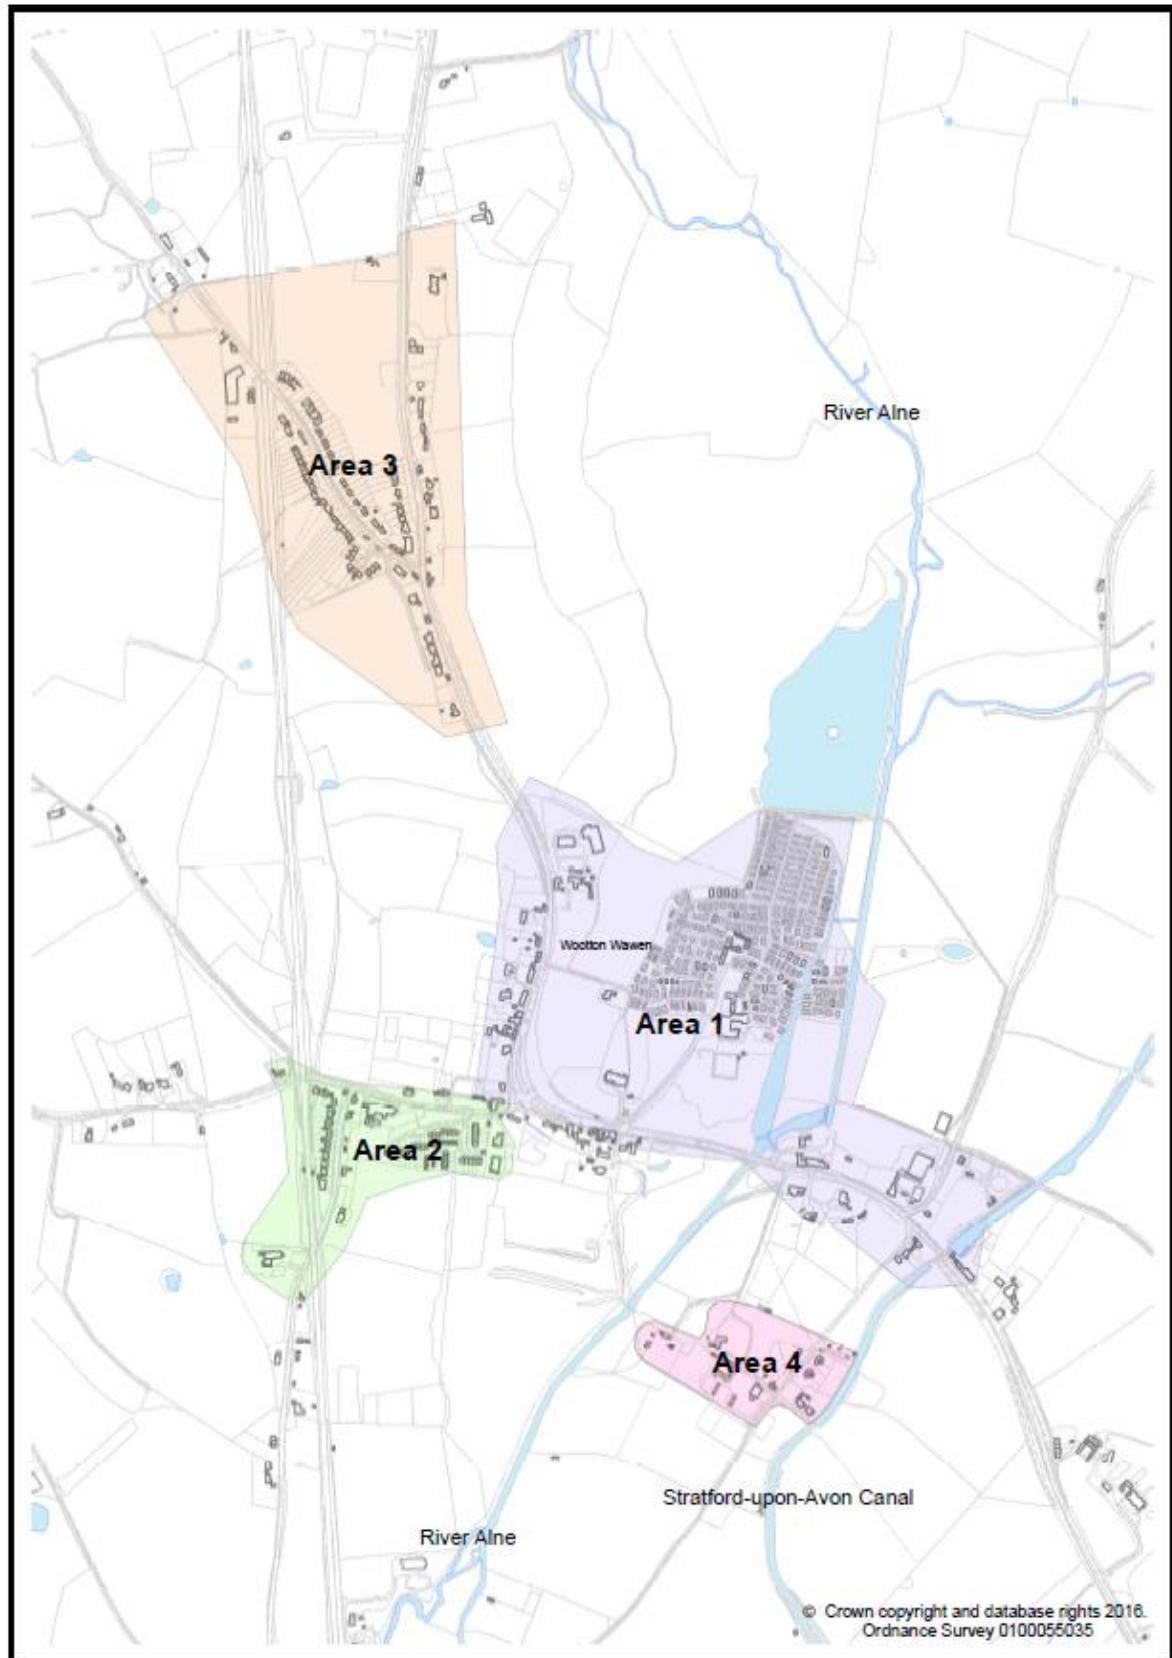 River Alne
Area 3
Wootton Wawen
Area 1
Area 2
Area 4
Stratford-upon-Avon Canal
River Alne
© Crown copyright and database rights 2016.
Ordnance Survey 0100055035